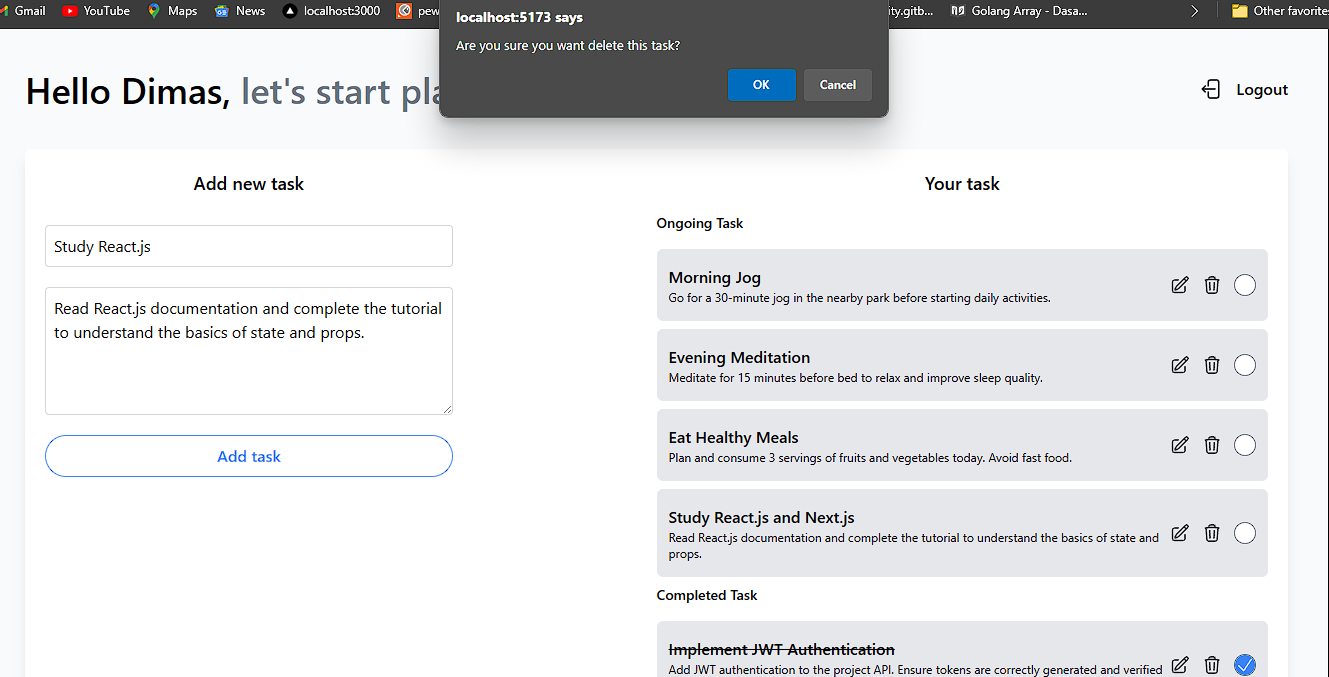 Gmail
YouTube
Maps
News
localhost:3000
pew
ity.gitb...
Golang Array - Dasa...
Other favorites
localhost:5173 says
Are you sure you want delete this task?
OK
Cancel
Hello Dimas, let's start pla
Logout
Add new task
Study React.js
Read React.js documentation and complete the tutorial
to understand the basics of state and props.
Add task
Your task
Ongoing Task
Morning Jog
Go for a 30-minute jog in the nearby park before starting daily activities.
Evening Meditation
Meditate for 15 minutes before bed to relax and improve sleep quality.
Eat Healthy Meals
Plan and consume 3 servings of fruits and vegetables today. Avoid fast food.
Study React.js and Next.js
Read React.js documentation and complete the tutorial to understand the basics of state and
props.
Completed Task
Implement JWT Authentication
Add JWT authentication to the project API. Ensure tokens are correctly generated and verified